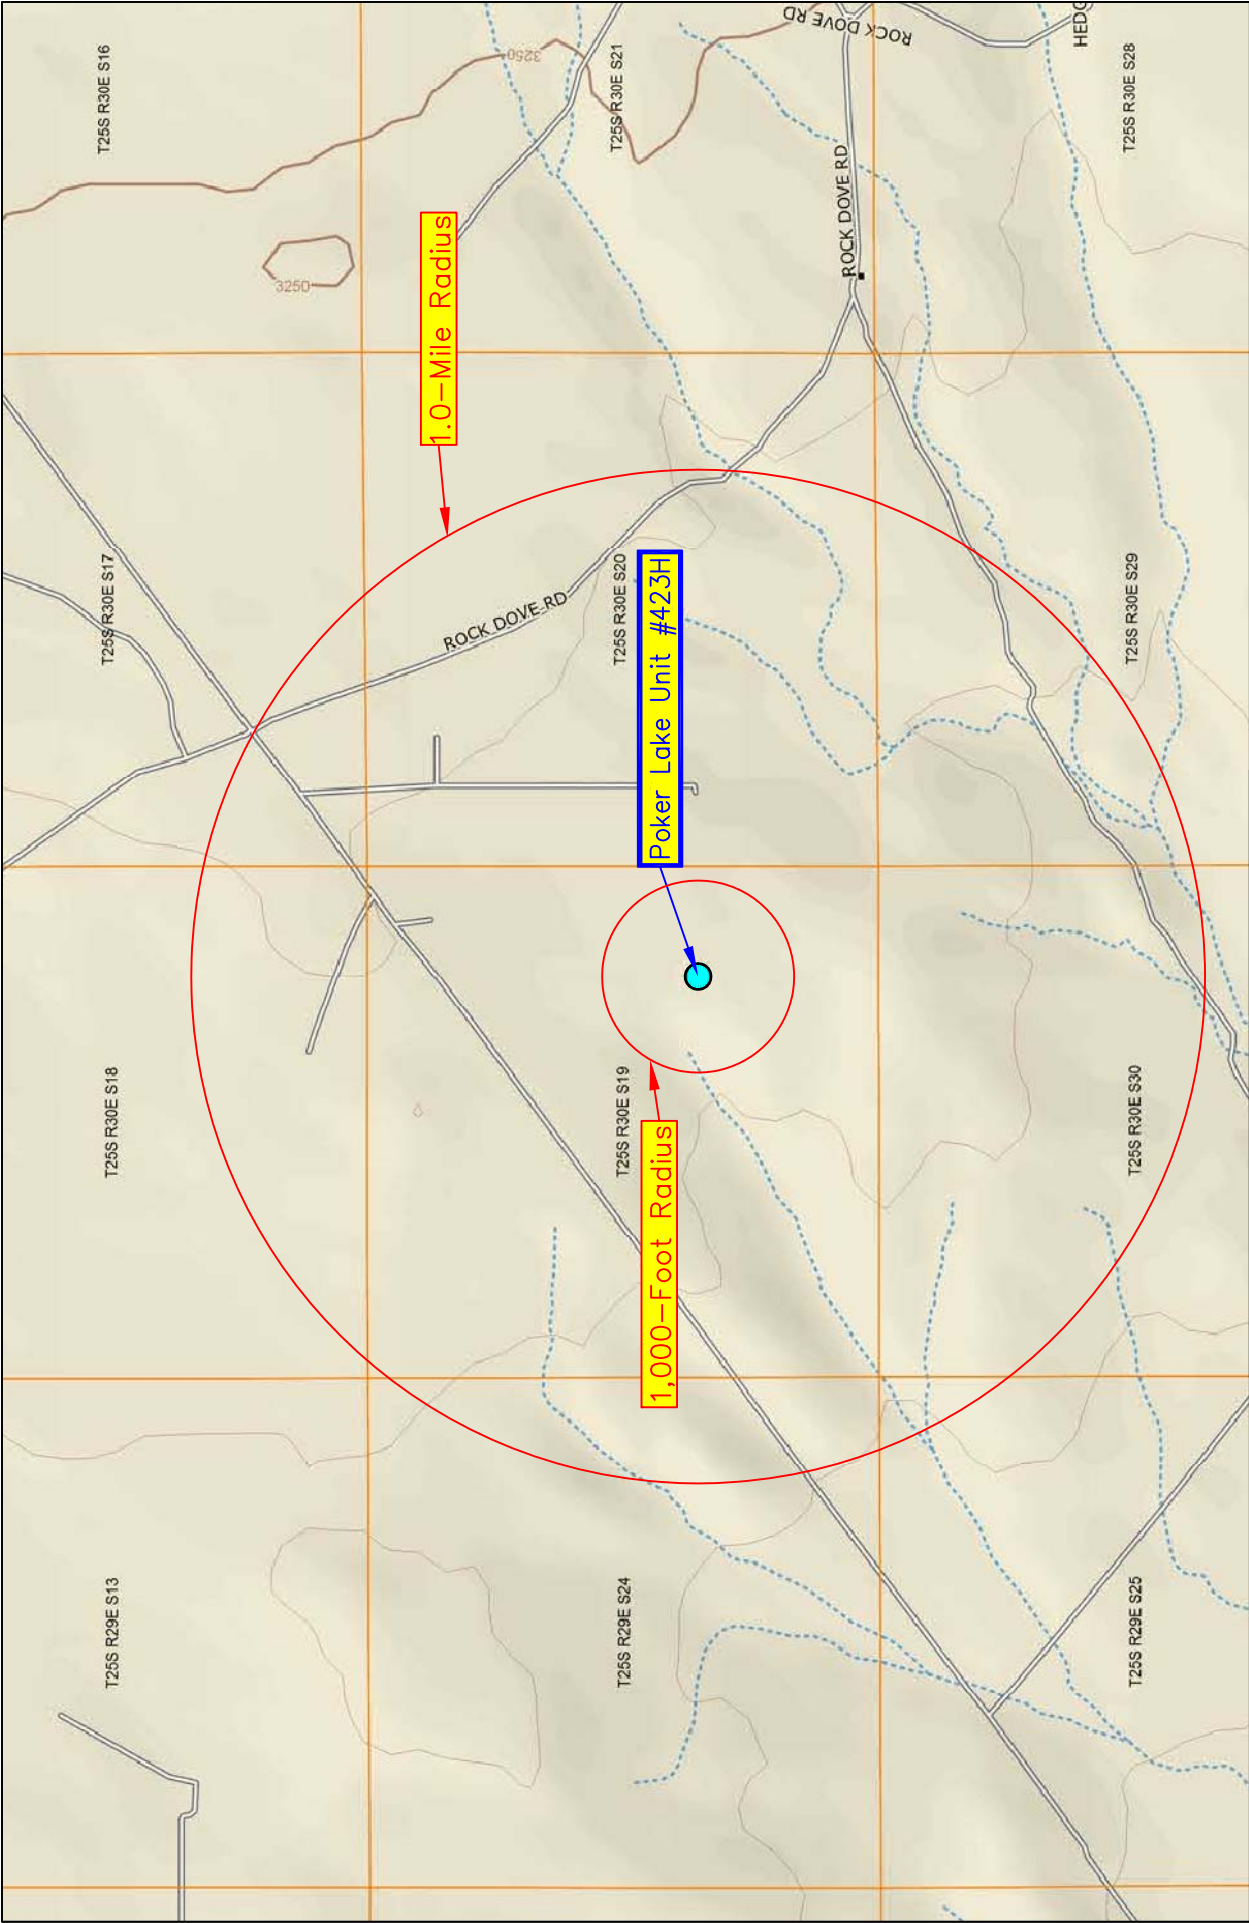 T25S R29E S13
T25S R30E S18
T25S R30E S17
T25S R30E S16
3250
3250
1.0-Mile Radius
ROCK DOVE RD
T25S R29E S24
T25S R30E S19
T25S R30E S20
T25S R30E S21
1,000-Foot Radius
Poker Lake Unit #423H
ROCK DOVE RD
ROCK DOVE RD
T25S R29E S25
T25S R30E S30
T25S R30E S29
T25S R30E S28
HEDG